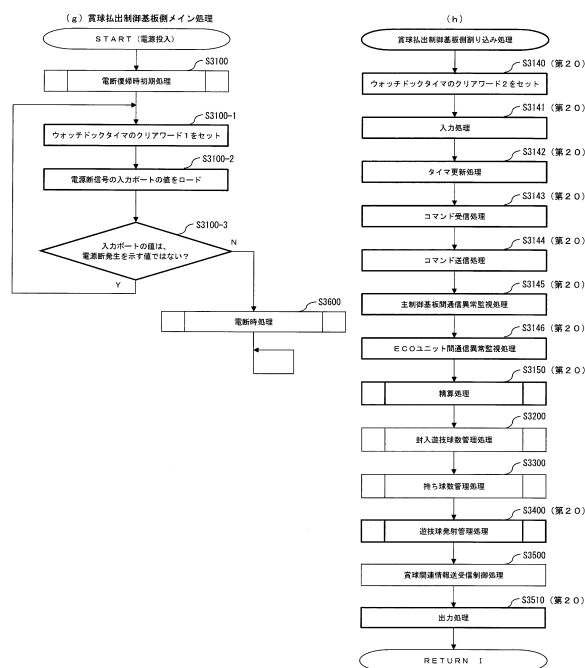 (g) 賞球払出制御基板側メイン処理
START (電源投入)
S3100
電断復帰時初期処理
S3100-1
ウォッチドックタイマのクリアワード1をセット
S3100-2
電源断信号の入力ポートの値をロード
S3100-3
入力ポートの値は、
電源断発生を示す値ではない?
N
Y
S3600
電断時処理
(h)
賞球払出制御基板側割り込み処理
S3140 (第20)
ウォッチドックタイマのクリアワード2をセット
S3141 (第20)
入力処理
S3142 (第20)
タイマ更新処理
S3143 (第20)
コマンド受信処理
S3144 (第20)
コマンド送信処理
S3145 (第20)
主制御基板間通信異常監視処理
S3146 (第20)
ECOユニット間通信異常監視処理
S3150 (第20)
精算処理
S3200
封入遊技球数管理処理
S3300
持ち球数管理処理
S3400 (第20)
遊技球発射管理処理
S3500
賞球関連情報送受信制御処理
S3510 (第20)
出力処理
RETURN I